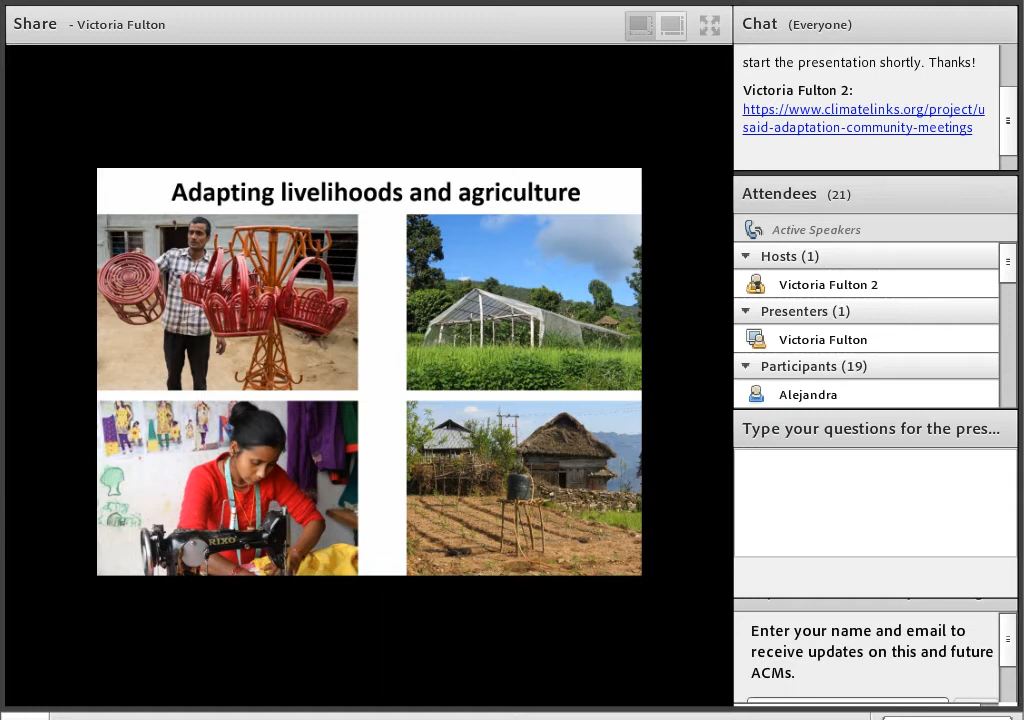 Share - Victoria Fulton
Adapting livelihoods and agriculture
RIXO
Chat (Everyone)
start the presentation shortly. Thanks!
Victoria Fulton 2:
https://www.climatelinks.org/project/u
said-adaptation-community-meetings
Attendees (21)
Active Speakers
Hosts (1)
Victoria Fulton 2
Presenters (1)
Victoria Fulton
Participants (19)
Alejandra
Type your questions for the pres...
Enter your name and email to
receive updates on this and future
ACMs.